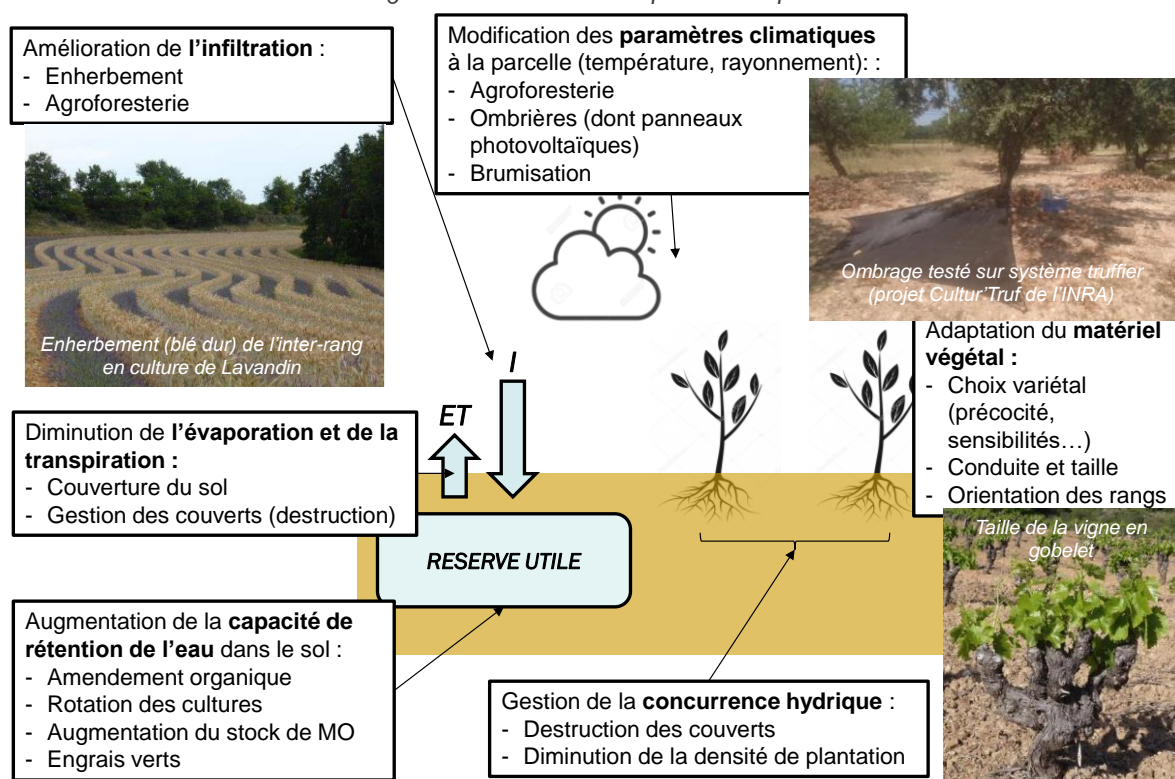 Amélioration de l'infiltration :
- Enherbement
- Agroforesterie
Modification des paramètres climatiques
à la parcelle (température, rayonnement): :
- Agroforesterie
- Ombrières (dont panneaux
photovoltaïques)
- Brumisation
Ombrage testé sur système truffier
(projet Cultur'Truf de l'INRA)
Enherbement (blé dur) de l'inter-rang
en culture de Lavandin
Adaptation du matériel
végétal :
- Choix variétal
(précocité,
sensibilités…)
- Conduite et taille
- Orientation des rangs
I
ET
Diminution de l'évaporation et de la
transpiration :
- Couverture du sol
- Gestion des couverts (destruction)
RESERVE UTILE
Taille de la vigne en
gobelet
Augmentation de la capacité de
rétention de l'eau dans le sol :
- Amendement organique
- Rotation des cultures
- Augmentation du stock de MO
- Engrais verts
Gestion de la concurrence hydrique :
- Destruction des couverts
- Diminution de la densité de plantation